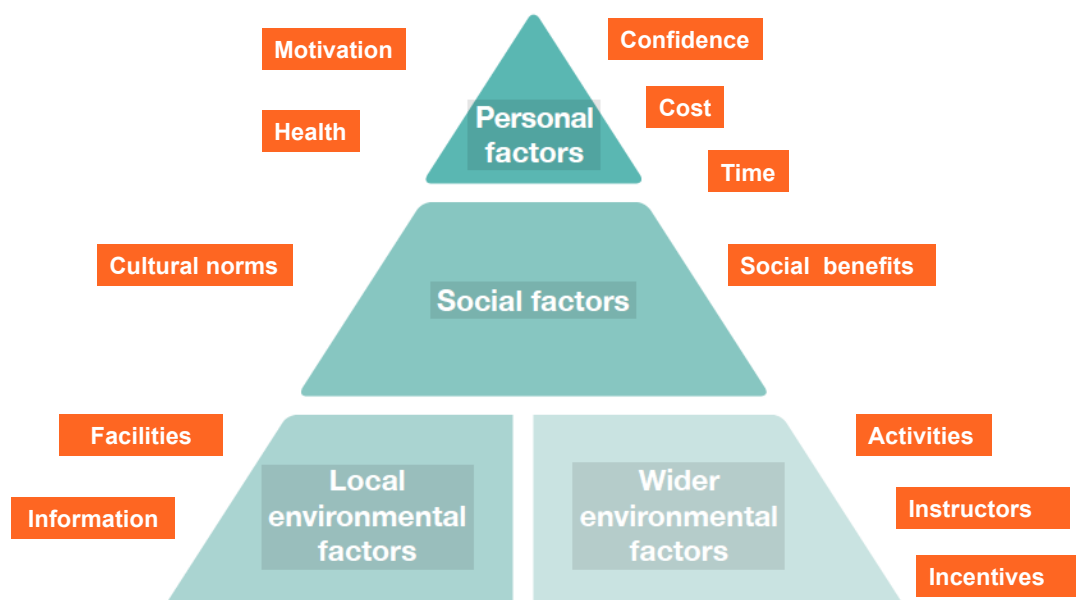 Motivation
Confidence
Health
Cost
Personal
factors
Time
Cultural norms
Social benefits
Social factors
Facilities
Activities
Local
environmental
factors
Wider
environmental
factors
Information
Instructors
Incentives